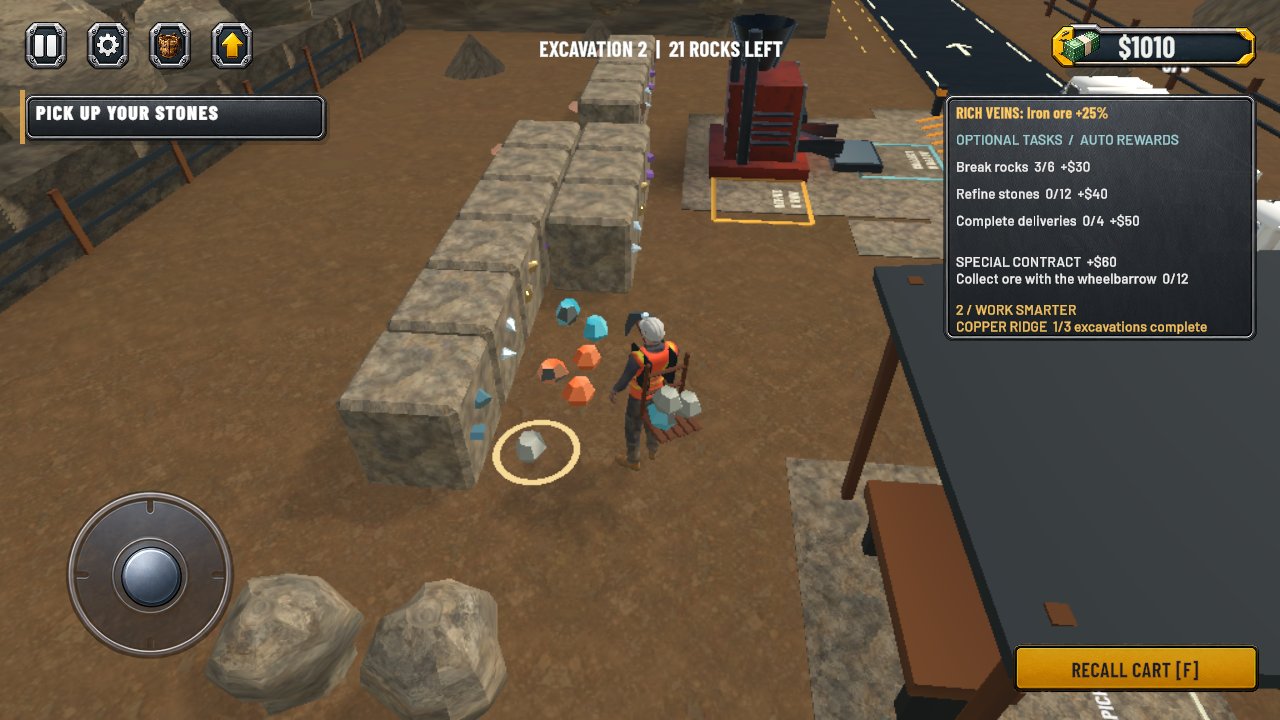 EXCAVATION 2 | 21 ROCKS LEFT
$1010
PICK UP YOUR STONES
RICH VEINS: Iron ore +25%
OPTIONAL TASKS / AUTO REWARDS
Break rocks 3/6 +$30
Refine stones 0/12 +$40
Complete deliveries 0/4 +$50
SPECIAL CONTRACT +$60
Collect ore with the wheelbarrow 0/12
2 / WORK SMARTER
COPPER RIDGE 1/3 excavations complete
RECALL CART [F]